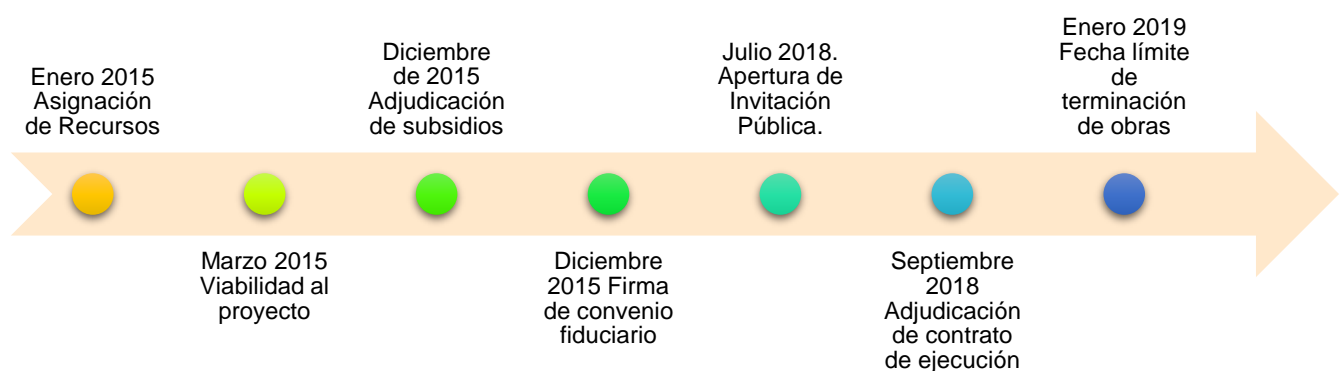 Enero 2015
Asignación
de Recursos
Marzo 2015
Viabilidad al
proyecto
Diciembre
de 2015
Adjudicación
de subsidios
Diciembre
2015 Firma
de convenio
fiduciario
Julio 2018.
Apertura de
Invitación
Pública.
Septiembre
2018
Adjudicación
de contrato
de ejecución
Enero 2019
Fecha límite
de
terminación
de obras